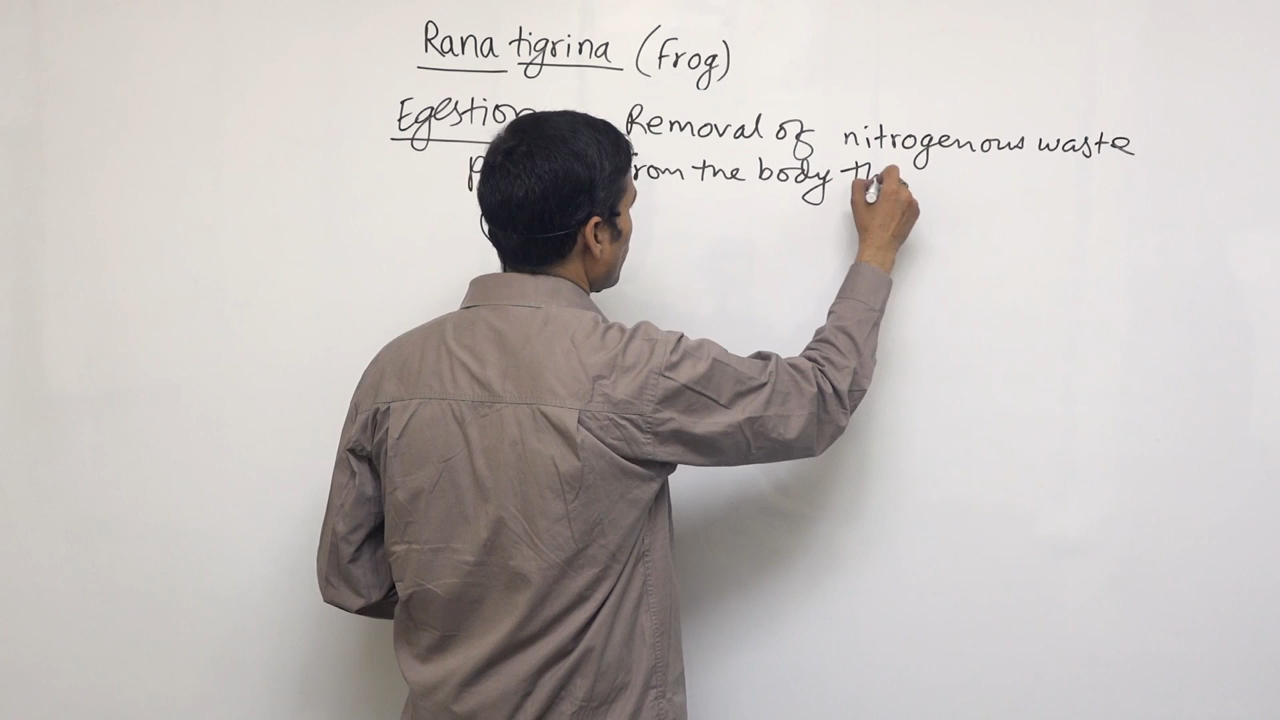 Rana tigrina (Frog)
Egestion Removal of nitrogenous waste
from the body th